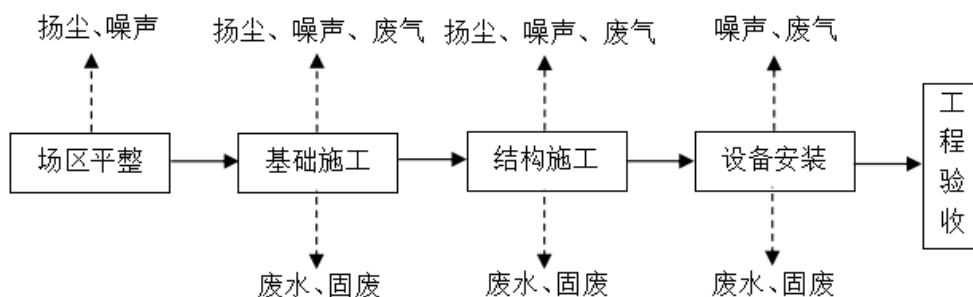 扬尘、噪声
扬尘、噪声、废气
扬尘、噪声、废气
噪声、废气
场区平整
基础施工
结构施工
设备安装
工程验收
废水、固废
废水、固废
废水、固废